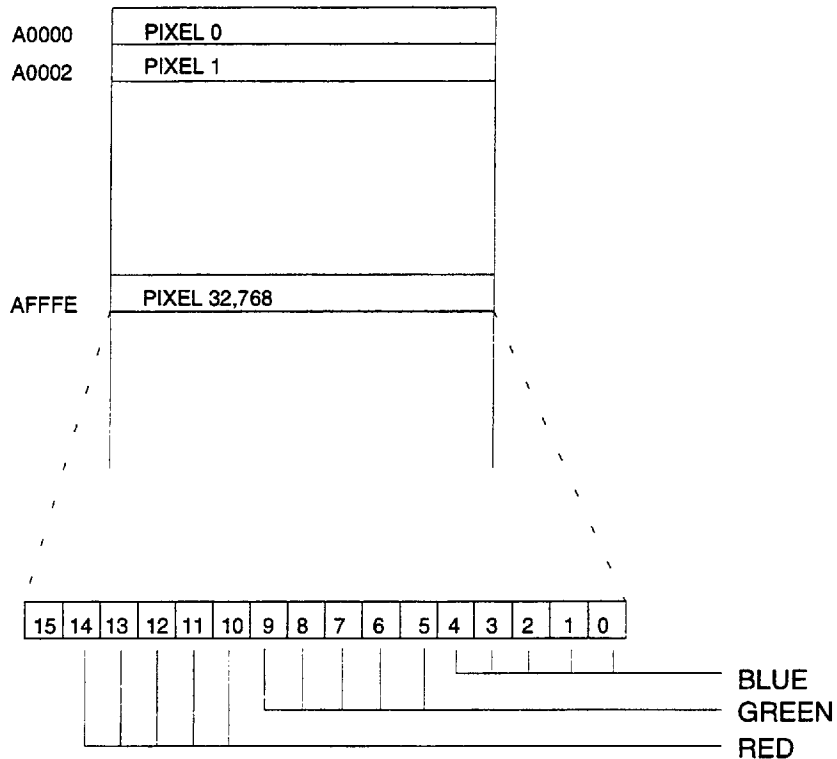 A0000 PIXEL 0
A0002 PIXEL 1
AFFFE PIXEL 32,768
15 14 13 12 11 10 9 8 7 6 5 4 3 2 1 0
BLUE
GREEN
RED